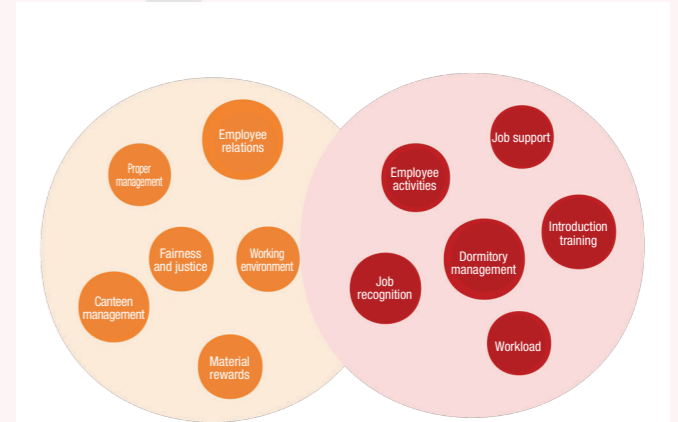 Employee
relations
Proper
management
Fairness
and justice
Working
environment
Canteen
management
Material
rewards
Job support
Employee
activities
Introduction
training
Dormitory
management
Job
recognition
Workload